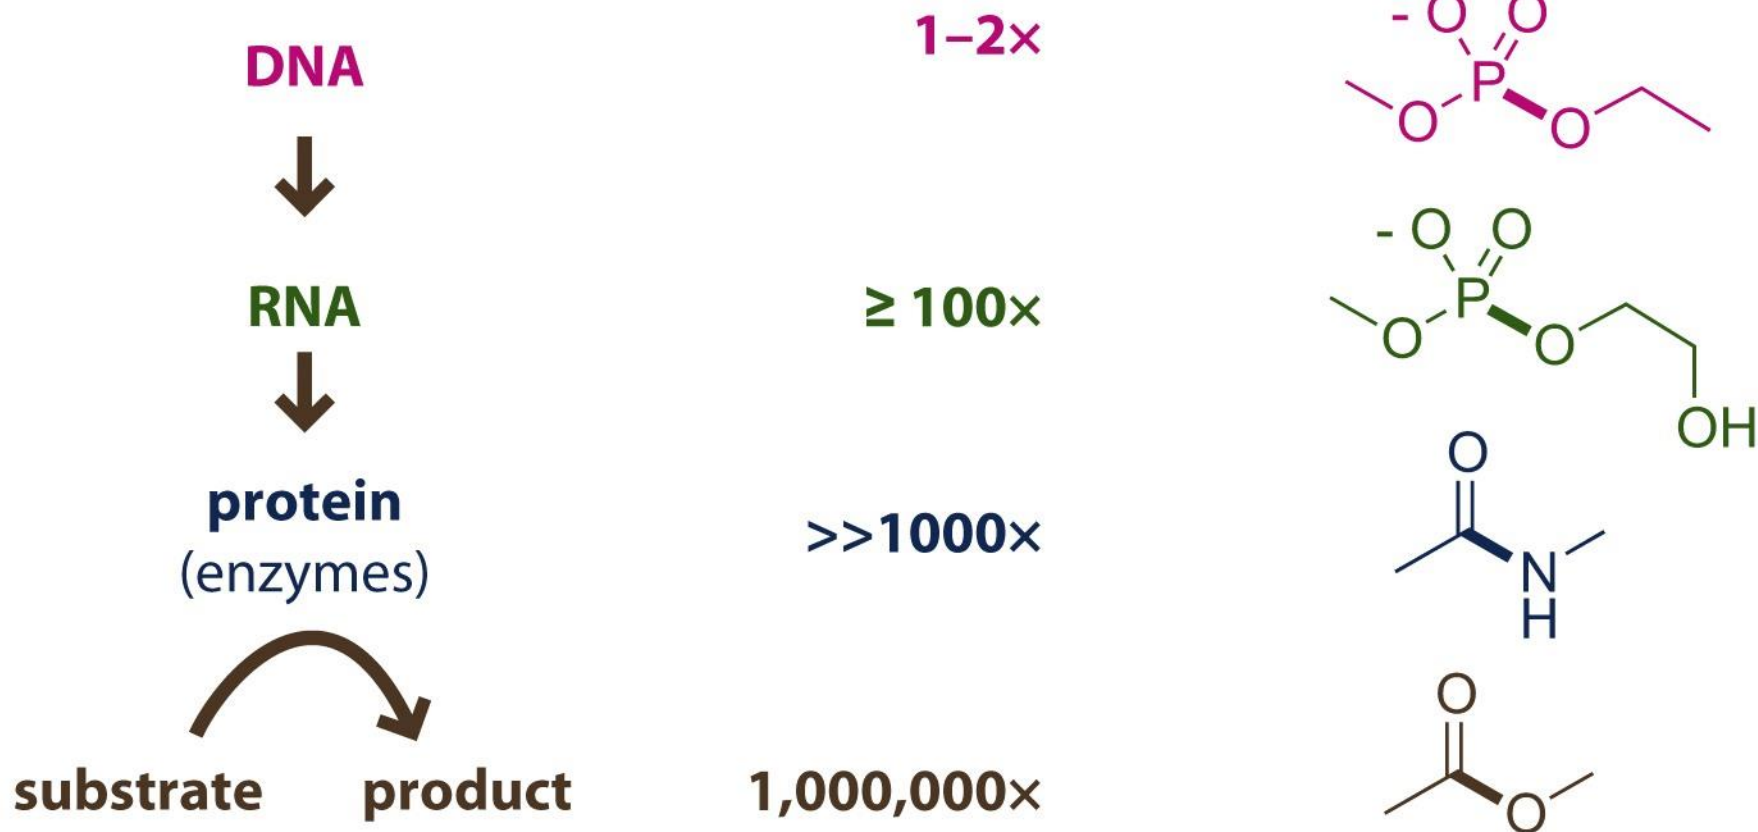 DNA
1–2×
- O O
P
O O
RNA
≥ 100×
- O O
P
O O
OH
protein
(enzymes)
>>1000×
O
N
H
substrate product
1,000,000×
O
O